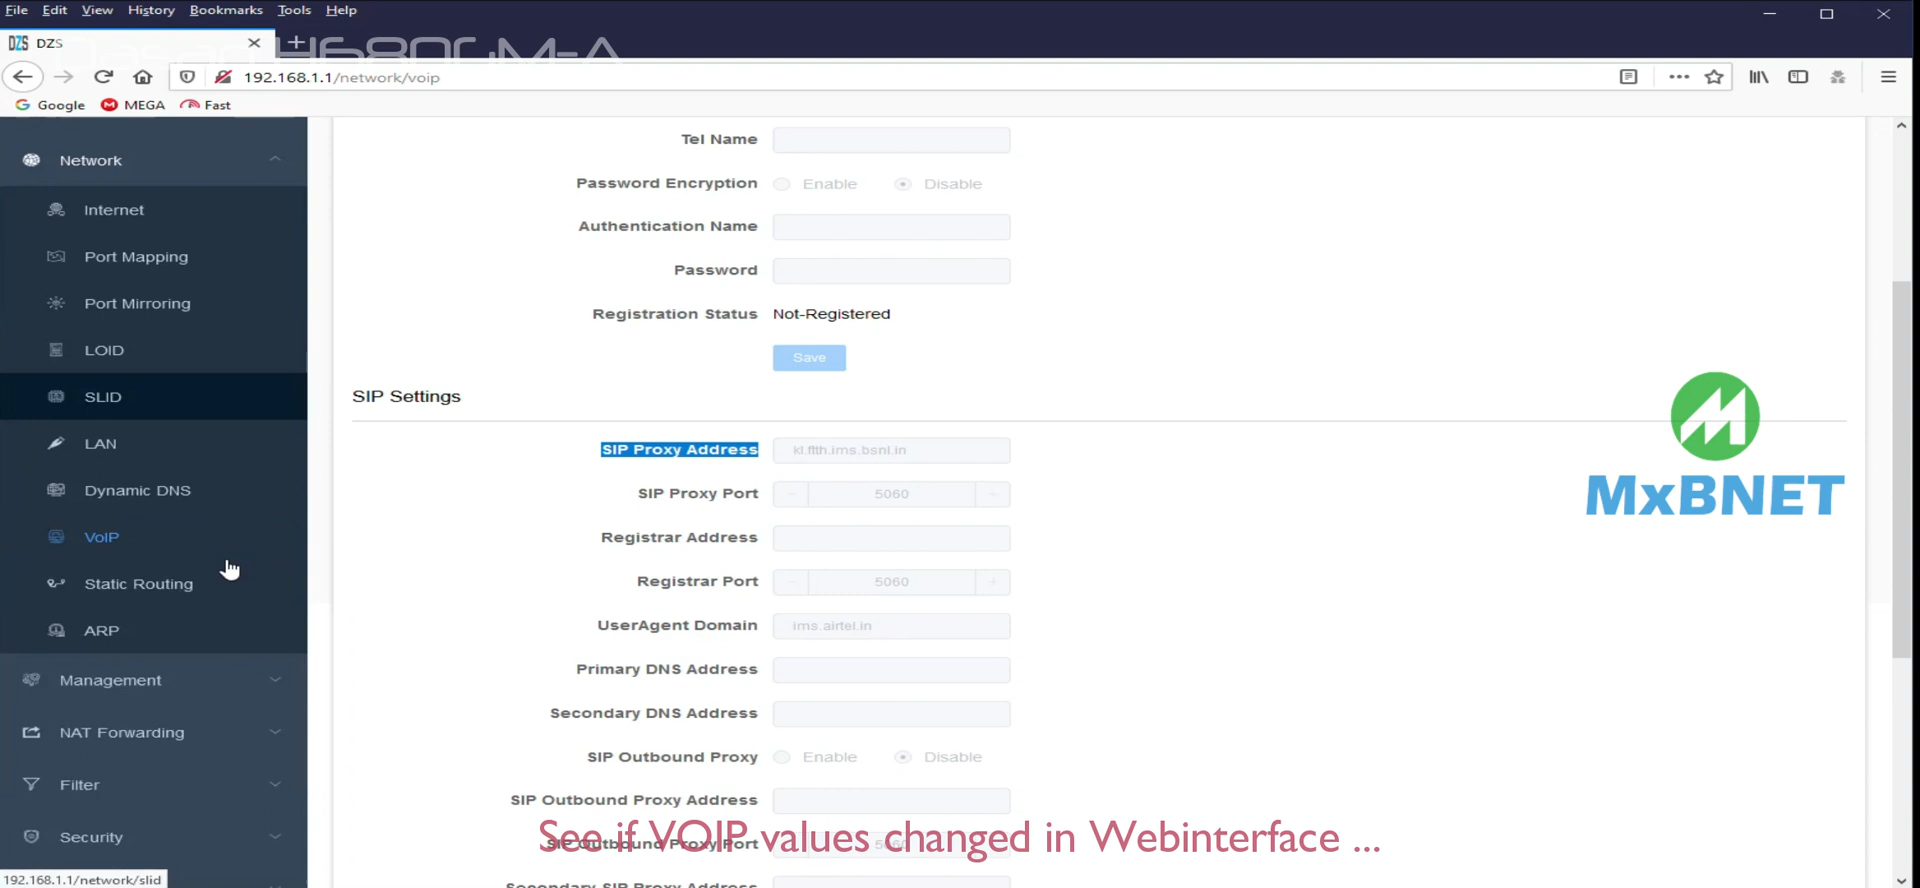 File Edit View History Bookmarks Tools Help
DZS DZS
192.168.1.1/network/voip
Google MEGA Fast
Network
Internet
Port Mapping
Port Mirroring
LOID
SLID
LAN
Dynamic DNS
VoIP
Static Routing
ARP
Management
NAT Forwarding
Filter
Security
192.168.1.1/network/slid
Tel Name
Password Encryption Enable Disable
Authentication Name
Password
Registration Status Not-Registered
Save
SIP Settings
SIP Proxy Address kl.ftth.ims.bsnl.in
SIP Proxy Port - 5060 +
Registrar Address
Registrar Port - 5060 +
UserAgent Domain ims.airtel.in
Primary DNS Address
Secondary DNS Address
SIP Outbound Proxy Enable Disable
SIP Outbound Proxy Address
SIP Outbound Proxy Port
Secondary SIP Proxy Address
See if VOIP values changed in Webinterface ...
MxBNET